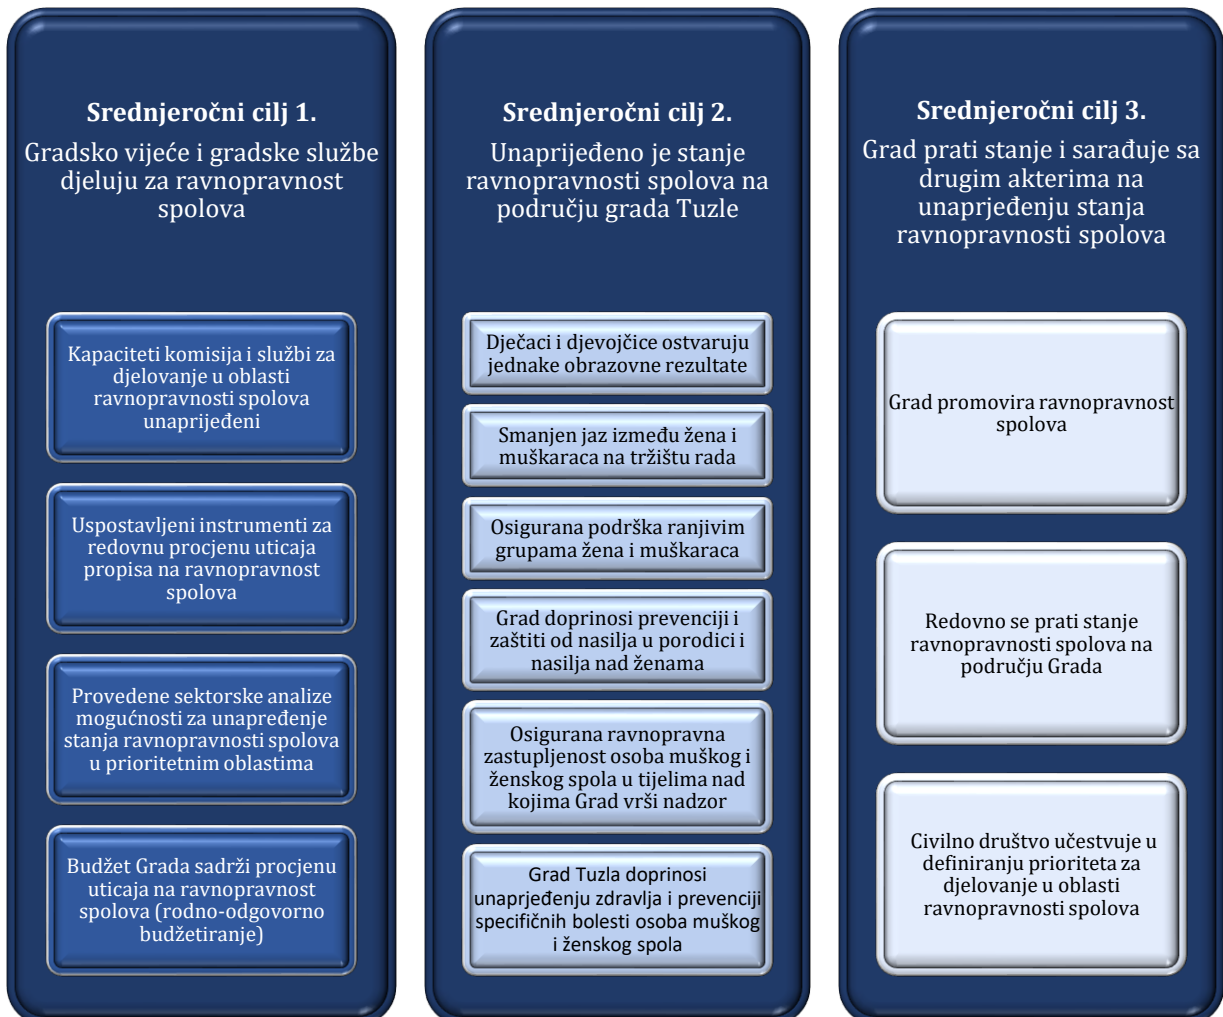 Srednjeročni cilj 1.
Gradsko vijeće i gradske službe
djeluju za ravnopravnost
spolova
Kapaciteti komisija i službi za
djelovanje u oblasti
ravnopravnosti spolova
unaprijeđeni
Uspostavljeni instrumenti za
redovnu procjenu uticaja
propisa na ravnopravnost
spolova
Provedene sektorske analize
mogućnosti za unapređenje
stanja ravnopravnosti spolova
u prioritetnim oblastima
Budžet Grada sadrži procjenu
uticaja na ravnopravnost
spolova (rodno-odgovorno
budžetiranje)
Srednjeročni cilj 2.
Unaprijeđeno je stanje
ravnopravnosti spolova na
području grada Tuzle
Dječaci i djevojčice ostvaruju
jednake obrazovne rezultate
Smanjen jaz između žena i
muškaraca na tržištu rada
Osigurana podrška ranjivim
grupama žena i muškaraca
Grad doprinosi prevenciji i
zaštiti od nasilja u porodici i
nasilja nad ženama
Osigurana ravnopravna
zastupljenost osoba muškog i
ženskog spola u tijelima nad
kojima Grad vrši nadzor
Grad Tuzla doprinosi
unaprjeđenju zdravlja i prevenciji
specifičnih bolesti osoba muškog
i ženskog spola
Srednjeročni cilj 3.
Grad prati stanje i sarađuje sa
drugim akterima na
unaprjeđenju stanja
ravnopravnosti spolova
Grad promovira ravnopravnost
spolova
Redovno se prati stanje
ravnopravnosti spolova na
području Grada
Civilno društvo učestvuje u
definiranju prioriteta za
djelovanje u oblasti
ravnopravnosti spolova